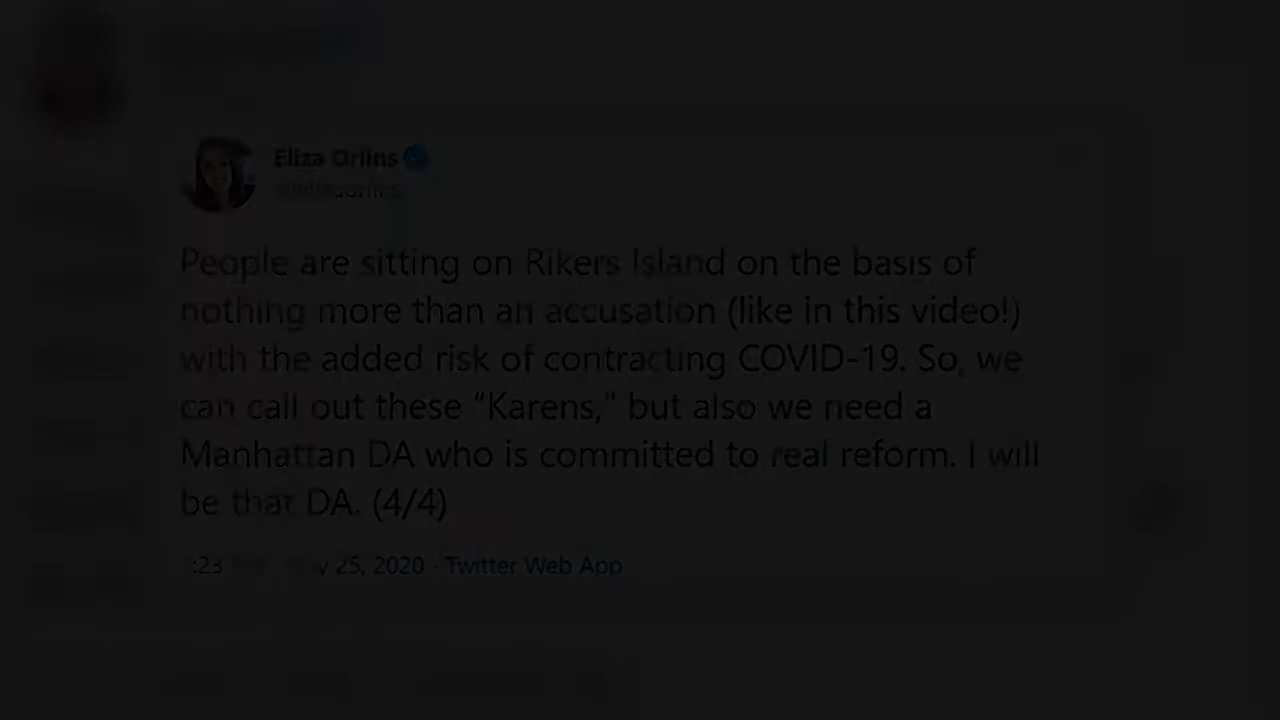 Eliza Orlins
People are sitting on Rikers Island on the basis of
nothing more than an accusation (like in this video!)
with the added risk of contracting COVID-19. So, we
can call out these “Karens,” but also we need a
Manhattan DA who is committed to real reform. I will
be that DA. (4/4)
:23 25, 2020 · Twitter Web App